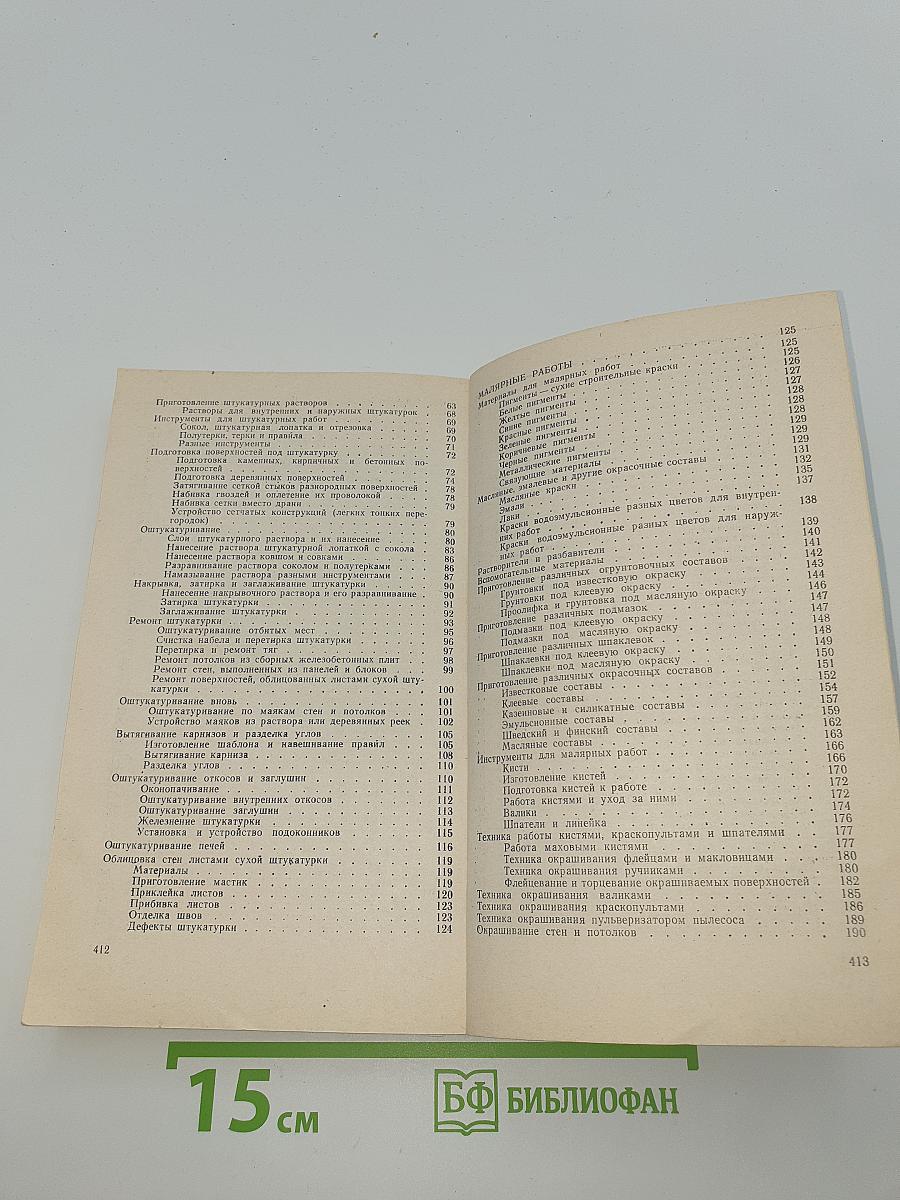 Приготовление штукатурных растворов . . . . . . . . . 63
Растворы для внутренних и наружных штукатурок 68
Инструменты для штукатурных работ . . . . . . . . . 69
Сокол, штукатурная лопатка и отрезовка . . . . 69
Полутерки, терки и правила . . . . . . . . 70
Разные инструменты . . . . . . . . . . 71
Подготовка поверхностей под штукатурку . . . . . . 72
Подготовка каменных, кирпичных и бетонных по-
верхностей . . . . . . . . . . . . 72
Подготовка деревянных поверхностей . . . . . . 74
Затягивание сеткой стыков разнородных поверхностей . 78
Набивка гвоздей и оплетение их проволокой . . . 78
Набивка сетки вместо драни . . . . . . . . 79
Устройство сетчатых конструкций (легких тонких пере-
городок) . . . . . . . . . . . . . 79
Оштукатуривание . . . . . . . . . . . . . 80
Слои штукатурного раствора и их нанесение . . . . 80
Нанесение раствора штукатурной лопаткой с сокола . 83
Нанесение раствора ковшом и совками . . . . . . 86
Разравнивание раствора соколом и полутерками . . . 86
Намазывание раствора разными инструментами . . . 87
Накрывка, затирка и заглаживание штукатурки . . . . 90
Нанесение накрывочного раствора и его разравнивание . 90
Затирка штукатурки . . . . . . . . . . . 91
Заглаживание штукатурки . . . . . . . . . 92
Ремонт штукатурки . . . . . . . . . . . . . 93
Оштукатуривание отбитых мест . . . . . . . . 95
Счистка набела и перетирка штукатурки . . . . . 96
Перетирка и ремонт тяг . . . . . . . . . . 97
Ремонт потолков из сборных железобетонных плит . . 98
Ремонт стен, выполненных из панелей и блоков . . . 99
Ремонт поверхностей, облицованных листами сухой шту-
катурки . . . . . . . . . . . . . . 100
Оштукатуривание вновь . . . . . . . . . . . . 101
Оштукатуривание по маякам стен и потолков . . . . 101
Устройство маяков из раствора или деревянных реек . 102
Вытягивание карнизов и разделка углов . . . . . . . 105
Изготовление шаблона и навешивание правил . . . . 105
Вытягивание карниза . . . . . . . . . . . 108
Разделка углов . . . . . . . . . . . . . 110
Оштукатуривание откосов и заглушин . . . . . . . . 110
Оконопачивание . . . . . . . . . . . . . 111
Оштукатуривание внутренних откосов . . . . . . . 112
Оштукатуривание заглушин . . . . . . . . . 113
Железнение штукатурки . . . . . . . . . . 114
Установка и устройство подоконников . . . . . . . 115
Оштукатуривание печей . . . . . . . . . . . . 116
Облицовка стен листами сухой штукатурки . . . . . . . 119
Материалы . . . . . . . . . . . . . . . 119
Приготовление мастик . . . . . . . . . . . 119
Приклейка листов . . . . . . . . . . . . 120
Прибивка листов . . . . . . . . . . . . 123
Отделка швов . . . . . . . . . . . . . 123
Дефекты штукатурки . . . . . . . . . . . 124
412
МАЛЯРНЫЕ РАБОТЫ . . . . . . . . . . . . . 125
Материалы для малярных работ . . . . . . . . . 125
Пигменты — сухие строительные краски . . . . . 125
Белые пигменты . . . . . . . . . . . . 126
Желтые пигменты . . . . . . . . . . . . 127
Синие пигменты . . . . . . . . . . . . 127
Красные пигменты . . . . . . . . . . . . 128
Зеленые пигменты . . . . . . . . . . . . 128
Коричневые пигменты . . . . . . . . . . . 128
Черные пигменты . . . . . . . . . . . . 129
Металлические пигменты . . . . . . . . . . 129
Связующие материалы . . . . . . . . . . . 129
Масляные, эмалевые и другие окрасочные составы . . . 131
Масляные краски . . . . . . . . . . . . 132
Эмали . . . . . . . . . . . . . . . 135
Лаки . . . . . . . . . . . . . . . 137
Краски водоэмульсионные разных цветов для внутрен-
них работ . . . . . . . . . . . . . 138
Краски водоэмульсионные разных цветов для наруж-
ных работ . . . . . . . . . . . . . 139
Растворители и разбавители . . . . . . . . . . 140
Вспомогательные материалы . . . . . . . . . . 141
Приготовление различных огрунтовочных составов . . . 142
Грунтовки под известковую окраску . . . . . . . 143
Грунтовки под клеевую окраску . . . . . . . . 144
Проолифка и грунтовка под масляную окраску . . . 146
Приготовление различных подмазок . . . . . . . . 147
Подмазки под клеевую окраску . . . . . . . . 147
Подмазки под масляную окраску . . . . . . . . 148
Приготовление различных шпаклевок . . . . . . . . 148
Шпаклевки под клеевую окраску . . . . . . . . 149
Шпаклевки под масляную окраску . . . . . . . 150
Приготовление различных окрасочных составов . . . . 151
Известковые составы . . . . . . . . . . . 152
Клеевые составы . . . . . . . . . . . . 154
Казеиновые и силикатные составы . . . . . . . . 157
Эмульсионные составы . . . . . . . . . . . 159
Шведский и финский составы . . . . . . . . . 162
Масляные составы . . . . . . . . . . . . 163
Инструменты для малярных работ . . . . . . . . . 166
Кисти . . . . . . . . . . . . . . . 166
Изготовление кистей . . . . . . . . . . . 170
Подготовка кистей к работе . . . . . . . . . 172
Работа кистями и уход за ними . . . . . . . . 172
Валики . . . . . . . . . . . . . . . 174
Шпатели и линейка . . . . . . . . . . . 176
Техника работы кистями, краскопультами и шпателями . . 177
Работа маховыми кистями . . . . . . . . . . 177
Техника окрашивания флейцами и макловицами . . . 180
Техника окрашивания ручниками . . . . . . . . 180
Флейцевание и торцевание окрашиваемых поверхностей . 182
Техника окрашивания валиками . . . . . . . . . 185
Техника окрашивания краскопультами . . . . . . . 186
Техника окрашивания пульверизатором пылесоса . . . . 189
Окрашивание стен и потолков . . . . . . . . . . 190
413
15 см
БФ БИБЛИОФАН